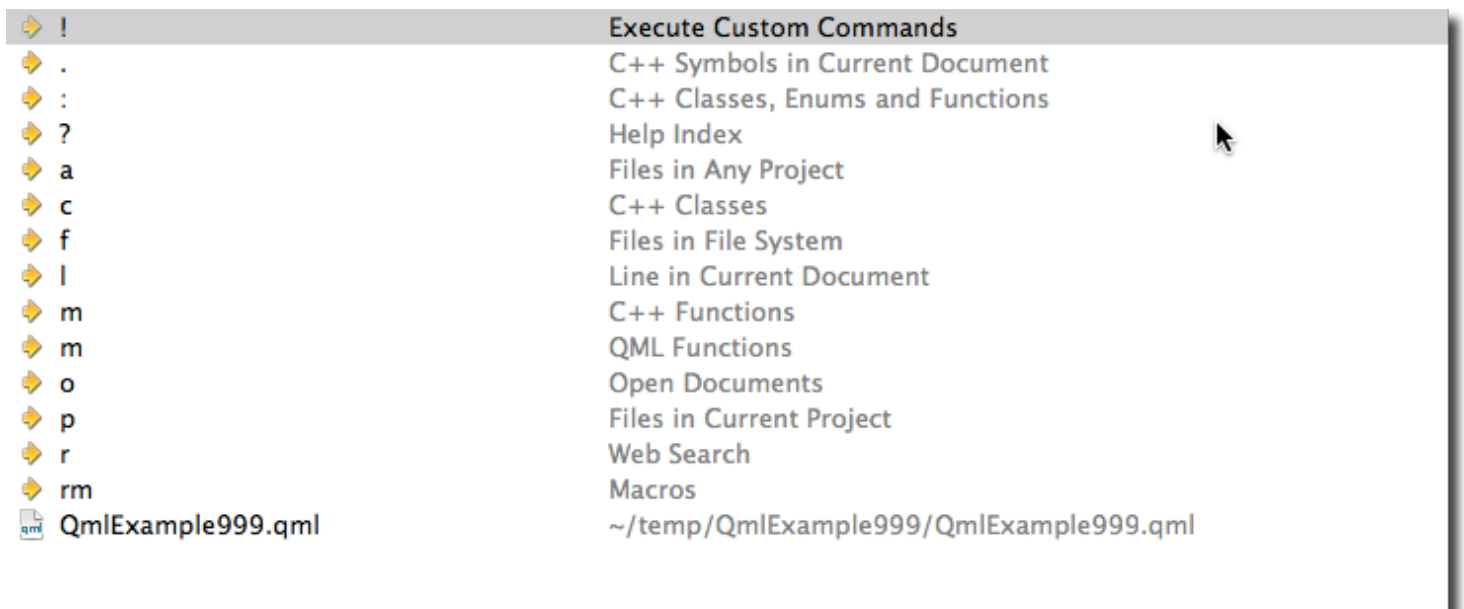 ! Execute Custom Commands
. C++ Symbols in Current Document
: C++ Classes, Enums and Functions
? Help Index
a Files in Any Project
c C++ Classes
f Files in File System
l Line in Current Document
m C++ Functions
m QML Functions
o Open Documents
p Files in Current Project
r Web Search
rm Macros
qml QmlExample999.qml ~/temp/QmlExample999/QmlExample999.qml